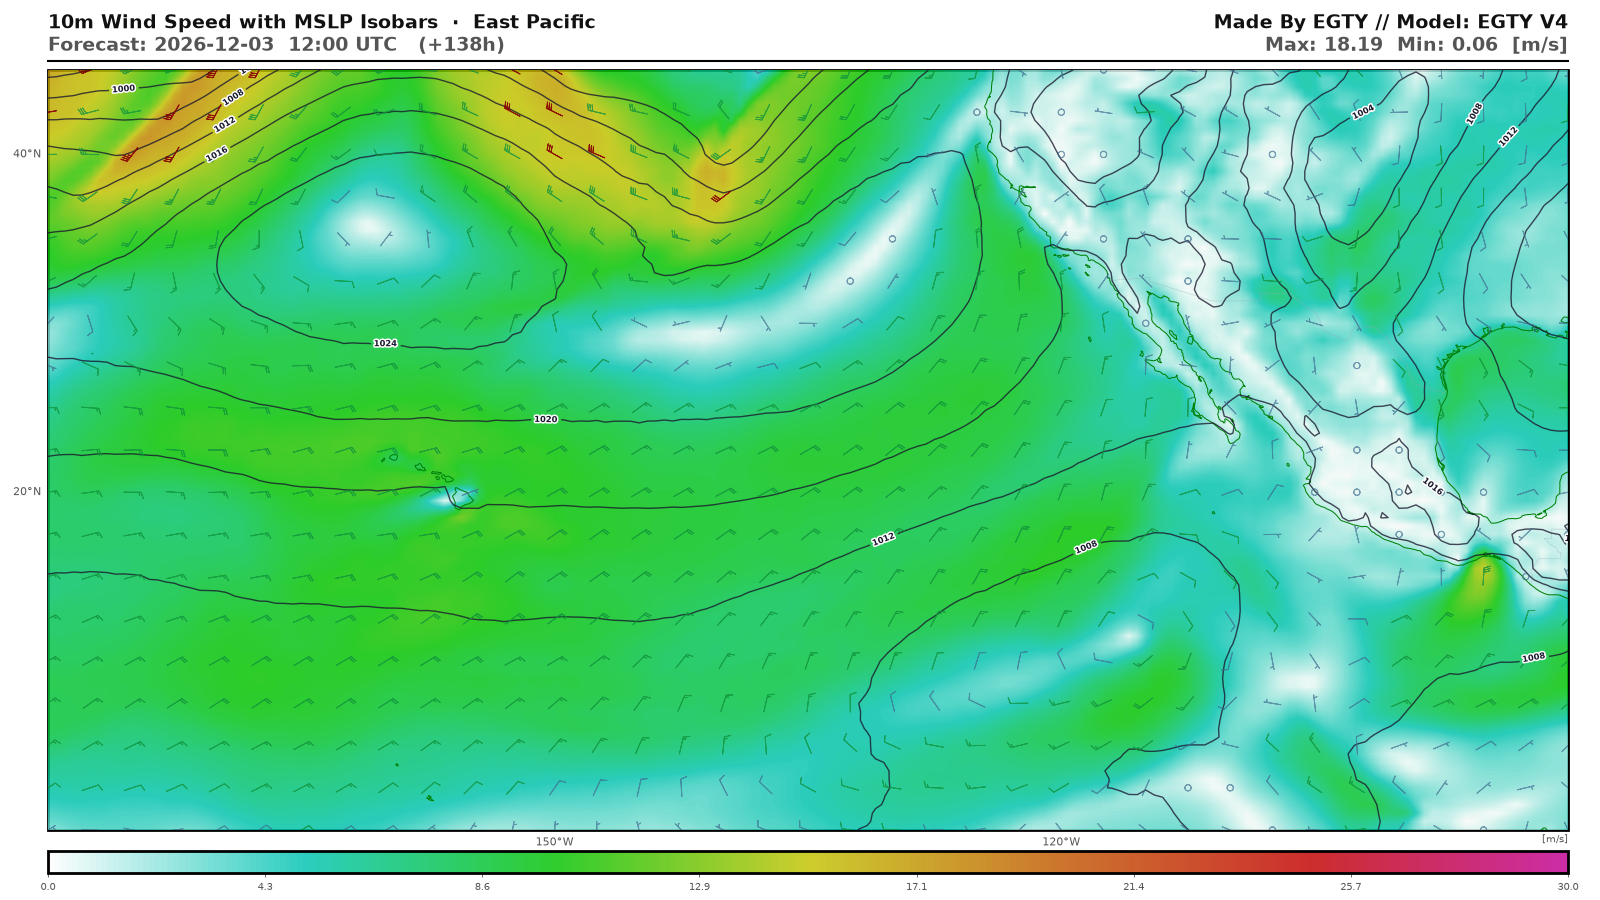 10m Wind Speed with MSLP Isobars · East Pacific
Made By EGTY // Model: EGTY V4
Forecast: 2026-12-03 12:00 UTC (+138h)
Max: 18.19 Min: 0.06 [m/s]
1000
1008
1012
1016
1004
1008
1012
40°N
1024
1020
20°N
1016
1012
1008
1008
150°W
120°W
[m/s]
0.0
4.3
8.6
12.9
17.1
21.4
25.7
30.0